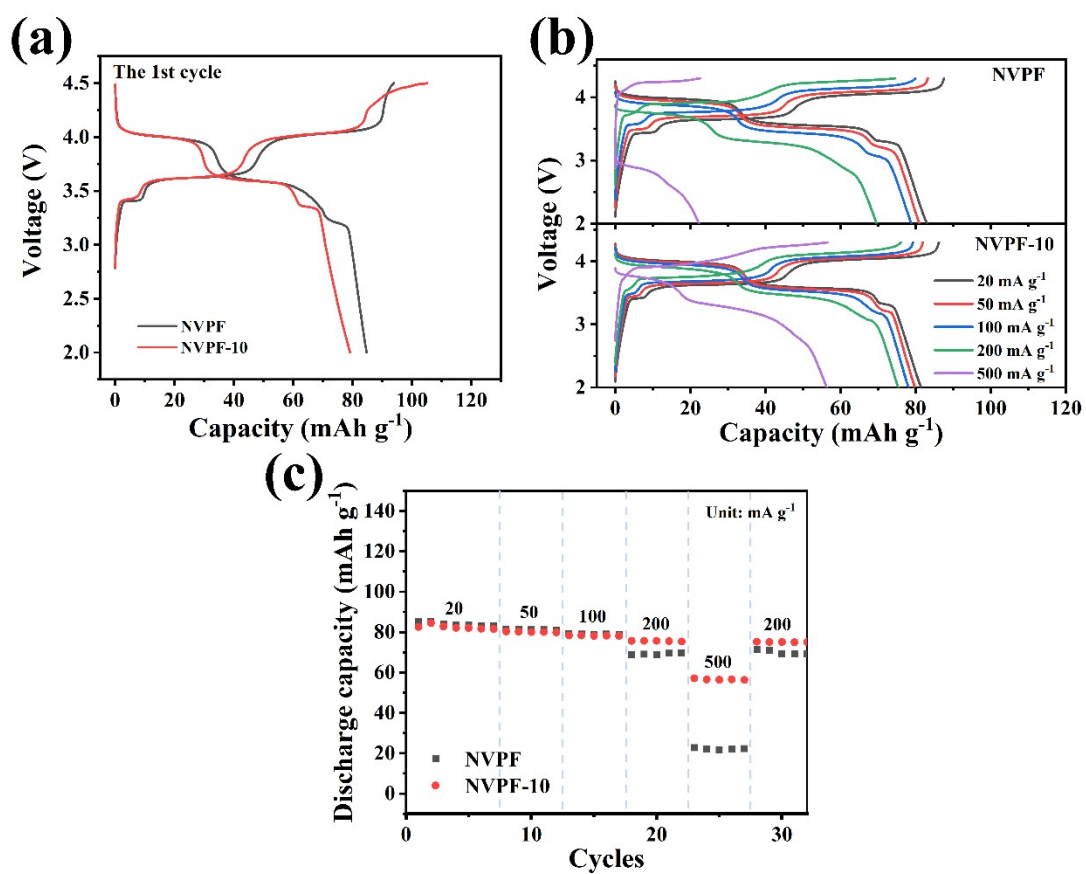 (a)
The 1st cycle
4.5
4.0
3.5
3.0
2.5
2.0
Voltage (V)
NVPF
NVPF-10
0 20 40 60 80 100 120
Capacity (mAh g⁻¹)
(b)
NVPF
4
3
2
NVPF-10
4
3
2
Voltage (V)
20 mA g⁻¹
50 mA g⁻¹
100 mA g⁻¹
200 mA g⁻¹
500 mA g⁻¹
0 20 40 60 80 100 120
Capacity (mAh g⁻¹)
(c)
Discharge capacity (mAh g⁻¹)
140
120
100
80
60
40
20
0
Unit: mA g⁻¹
20 50 100 200 500 200
NVPF
NVPF-10
0 10 20 30
Cycles